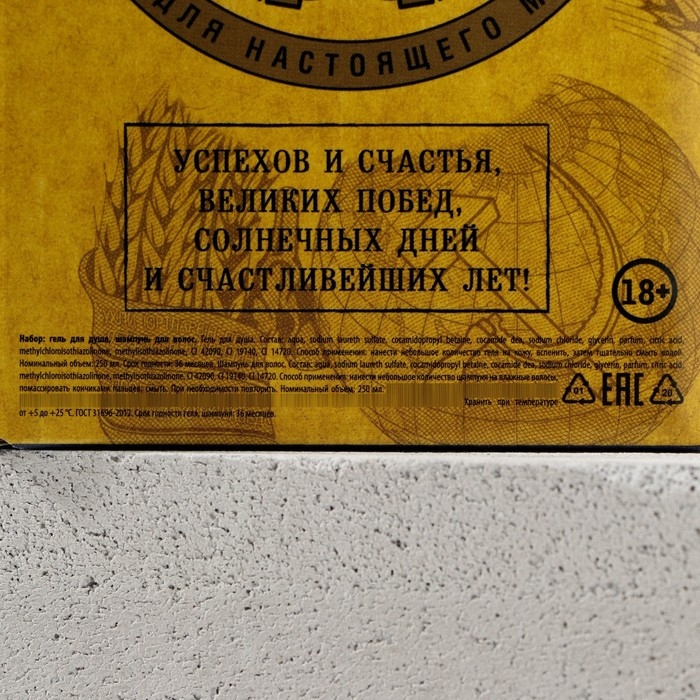 ДЛЯ НАСТОЯЩЕГО М
УСПЕХОВ И СЧАСТЬЯ,
ВЕЛИКИХ ПОБЕД,
СОЛНЕЧНЫХ ДНЕЙ
И СЧАСТЛИВЕЙШИХ ЛЕТ!
18+
Набор: гель для душа, шампунь для волос. Гель для душа. Состав: aqua, sodium laureth sulfate, cocamidopropyl betaine, cocamide dea, sodium chloride, glycerin, parfum, citric acid,
methylchloroisothiazolinone, methylisothiazolinone, CI 42090, CI 19140, CI 14720. Способ применения: нанести небольшое количество геля на кожу, вспенить, затем тщательно смыть водой.
Номинальный объем: 250 мл. Срок годности: 36 месяцев. Шампунь для волос. Состав: aqua, sodium laureth sulfate, cocamidopropyl betaine, cocamide dea, sodium chloride, glycerin, parfum, citric acid,
methylchloroisothiazolinone, methylisothiazolinone, CI 42090, CI 19140, CI 14720. Способ применения: нанести небольшое количество шампуня на влажные волосы,
помассировать кончиками пальцев, смыть. При необходимости повторить. Номинальный объём: 250 мл.
Хранить при температуре
от +5 до +25 °С. ГОСТ 31696-2012. Срок годности геля, шампуня: 36 месяцев.
01 ЕАС 20